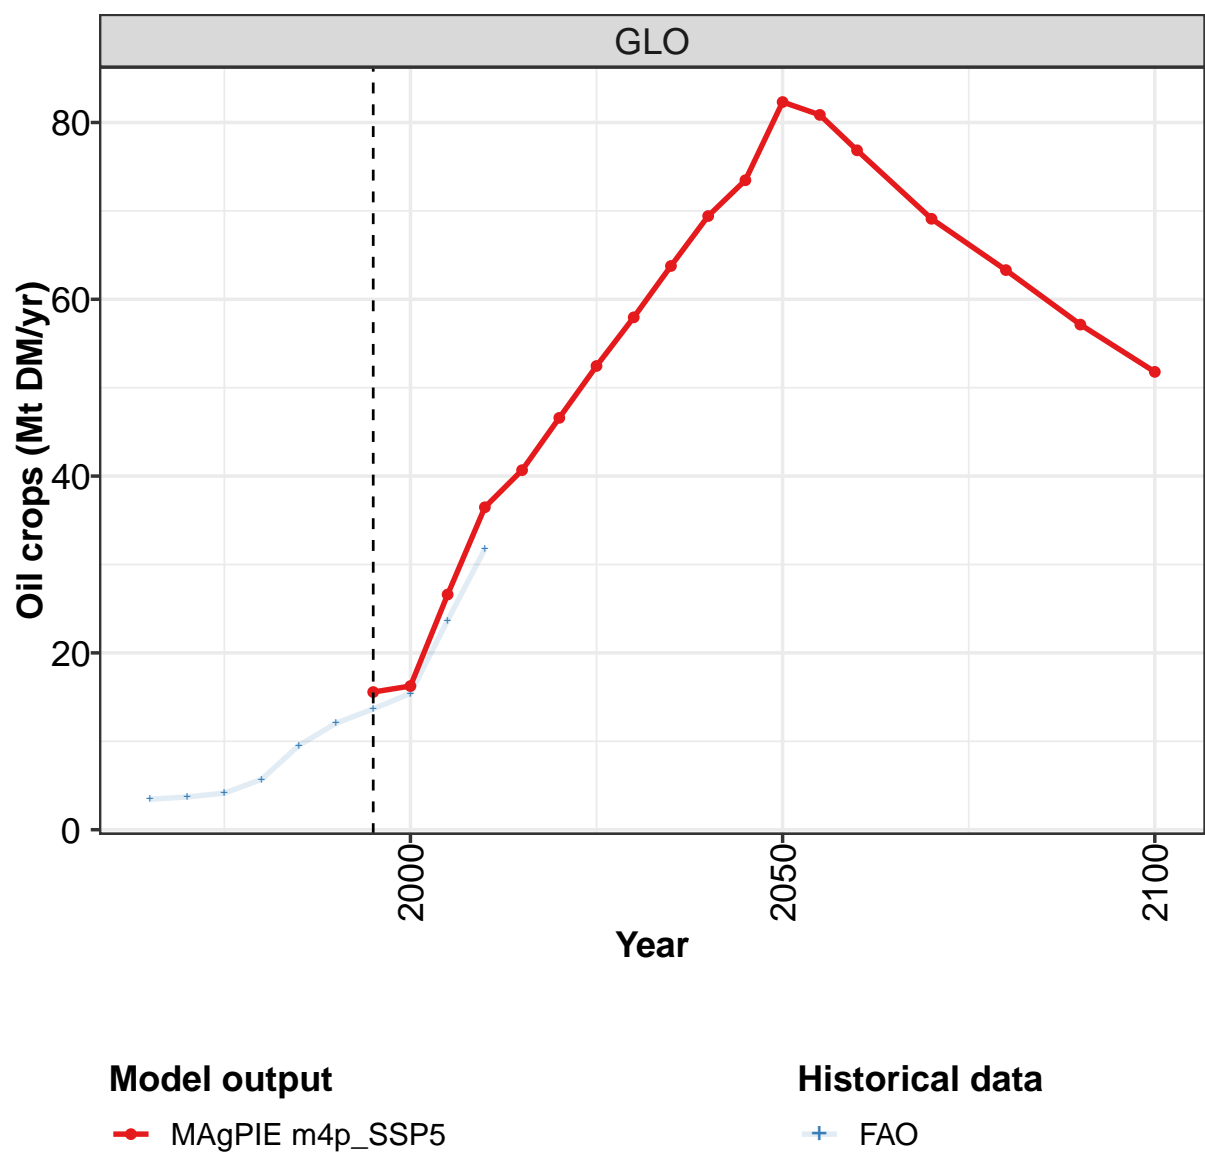 GLO
Oil crops (Mt DM/yr)
80
60
40
20
0
2000
2050
2100
Year
Model output
MAgPIE m4p_SSP5
Historical data
FAO